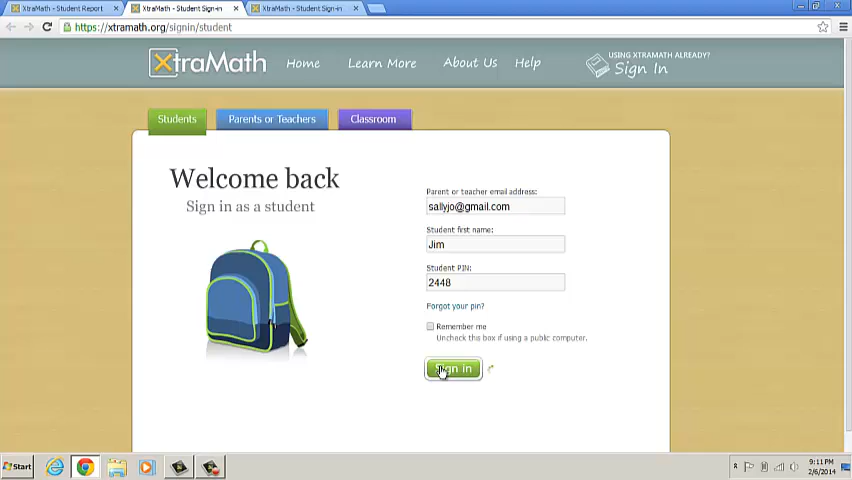 XtraMath - Student Report
XtraMath - Student Sign-in
XtraMath - Student Sign-in
https://xtramath.org/signin/student
XtraMath
Home
Learn More
About Us
Help
USING XTRAMATH ALREADY?
Sign In
Students
Parents or Teachers
Classroom
Welcome back
Sign in as a student
Parent or teacher email address:
sallyjo@gmail.com
Student first name:
Jim
Student PIN:
2448
Forgot your pin?
Remember me
Uncheck this box if using a public computer.
Sign in
Start
9:11 PM
2/6/2014